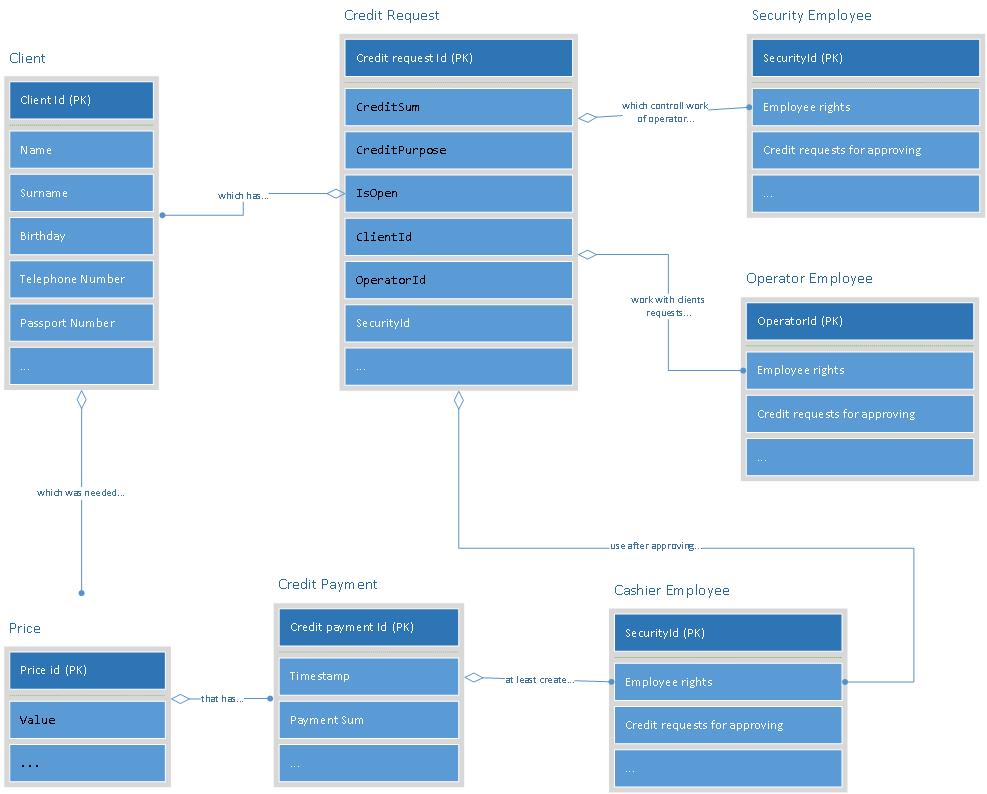 Client
Client Id (PK)
Name
Surname
Birthday
Telephone Number
Passport Number
...
which has...
Credit Request
Credit request Id (PK)
CreditSum
CreditPurpose
IsOpen
ClientId
OperatorId
SecurityId
...
which controll work
of operator...
Security Employee
SecurityId (PK)
Employee rights
Credit requests for approving
...
work with clients
requests...
Operator Employee
OperatorId (PK)
Employee rights
Credit requests for approving
...
which was needed...
use after approving...
Price
Price id (PK)
Value
...
that has...
Credit Payment
Credit payment Id (PK)
Timestamp
Payment Sum
...
at least create...
Cashier Employee
SecurityId (PK)
Employee rights
Credit requests for approving
...